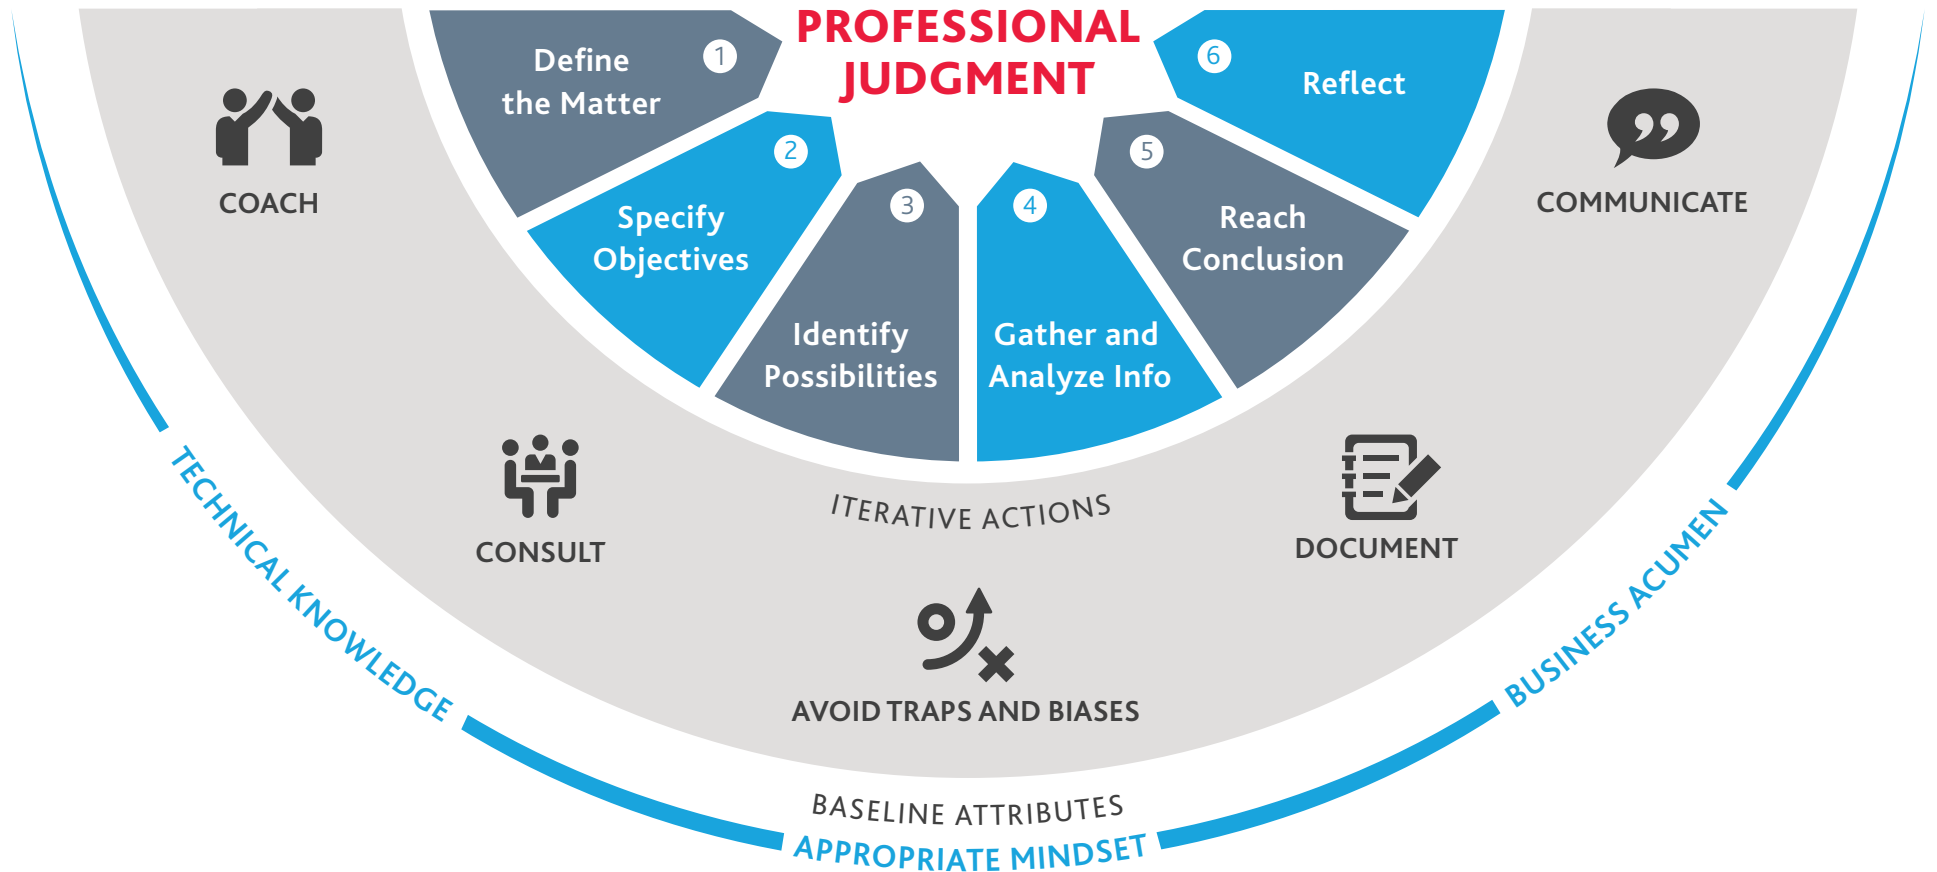 PROFESSIONAL
JUDGMENT
1
Define
the Matter
2
Specify
Objectives
3
Identify
Possibilities
4
Gather and
Analyze Info
5
Reach
Conclusion
6
Reflect
COACH
CONSULT
AVOID TRAPS AND BIASES
DOCUMENT
COMMUNICATE
ITERATIVE ACTIONS
BASELINE ATTRIBUTES
TECHNICAL KNOWLEDGE
APPROPRIATE MINDSET
BUSINESS ACUMEN